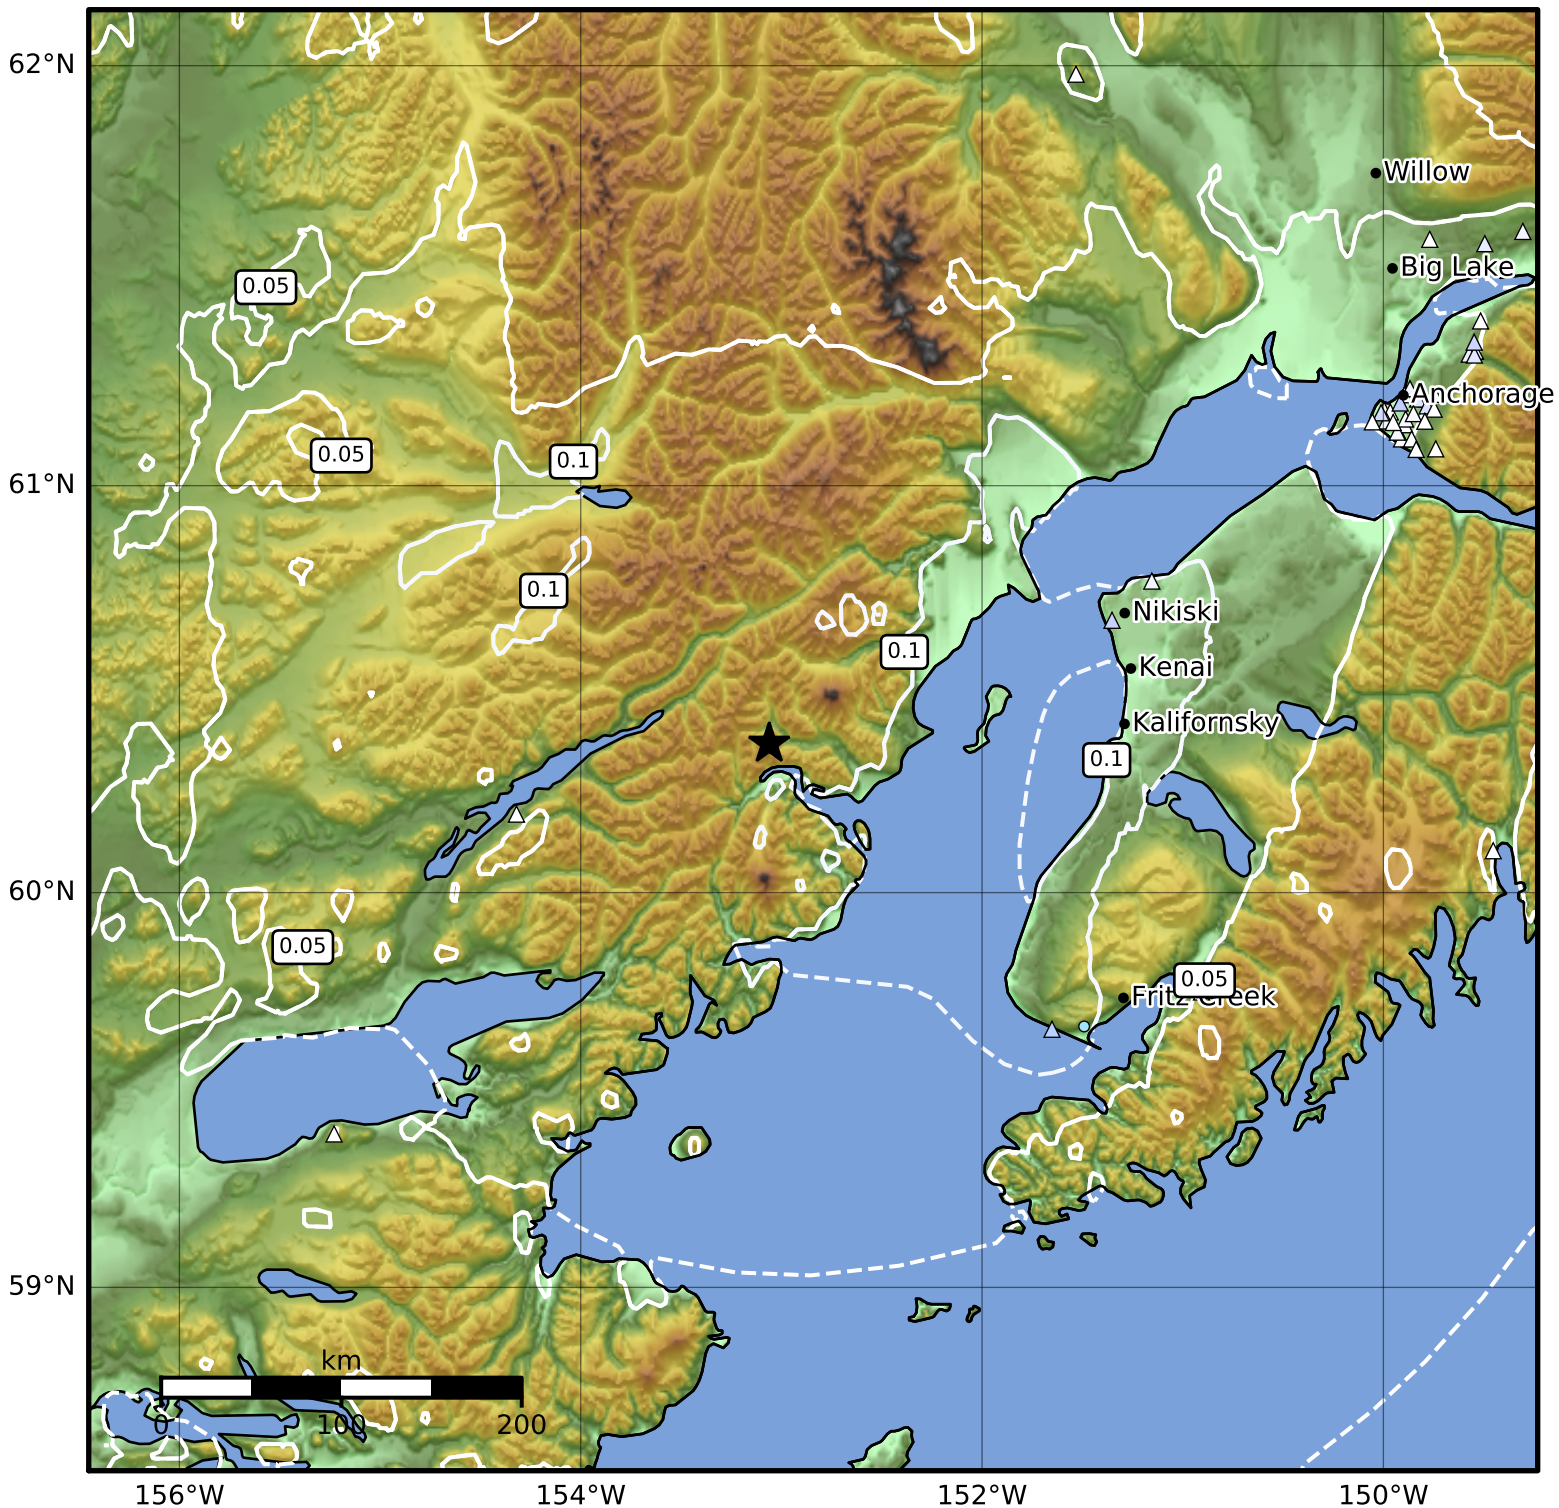 62°N
Willow
Big Lake
0.05
Anchorage
0.05
0.1
61°N
0.1
Nikiski
0.1
Kenai
Kalifornsky
0.1
60°N
0.05
0.05
Fritz Creek
59°N
km
0 100 200
156°W 154°W 152°W 150°W